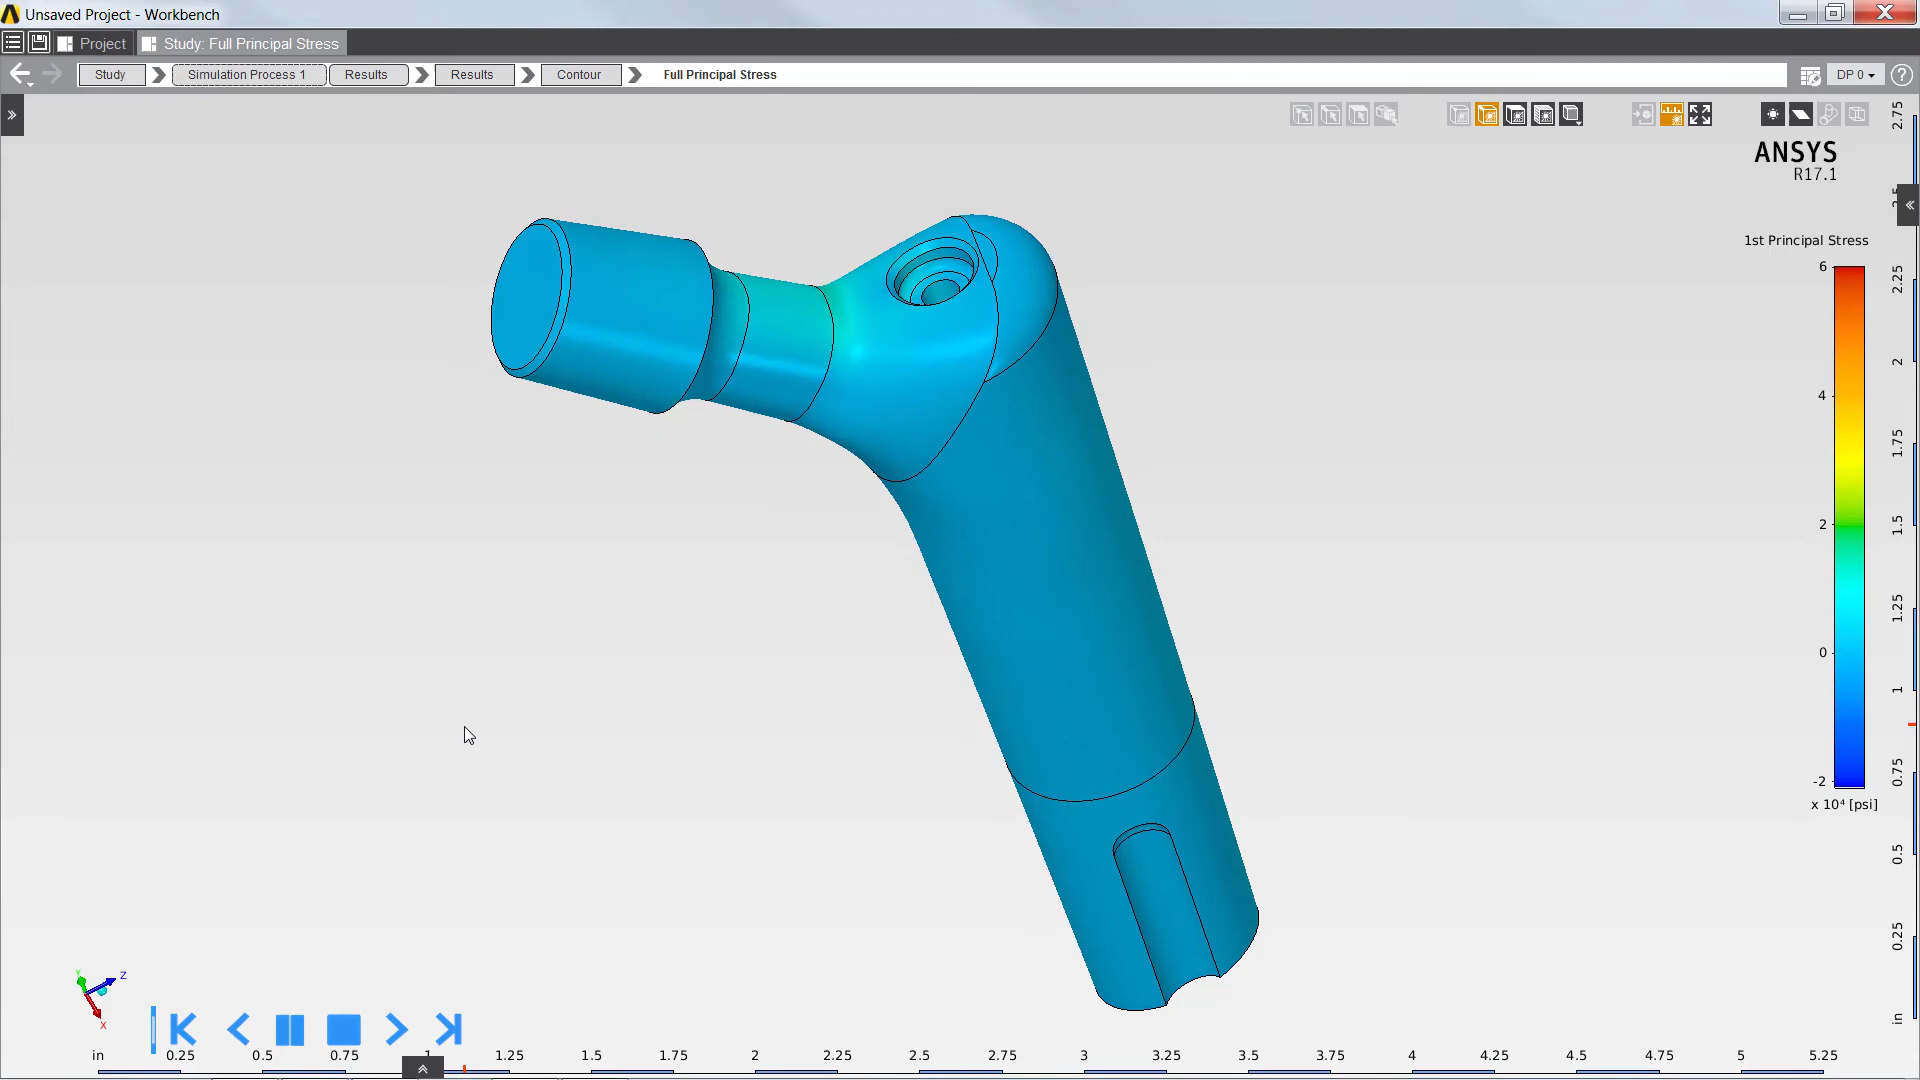 Unsaved Project - Workbench
Project
Study: Full Principal Stress
Study
Simulation Process 1
Results
Results
Contour
Full Principal Stress
DP 0
?
ANSYS
R17.1
1st Principal Stress
6
4
2
0
-2
x 10⁴ [psi]
2.75
2.25
2
1.75
1.5
1.25
1
0.75
0.5
0.25
in
Y
Z
X
in 0.25 0.5 0.75 1 1.25 1.5 1.75 2 2.25 2.5 2.75 3 3.25 3.5 3.75 4 4.25 4.5 4.75 5 5.25